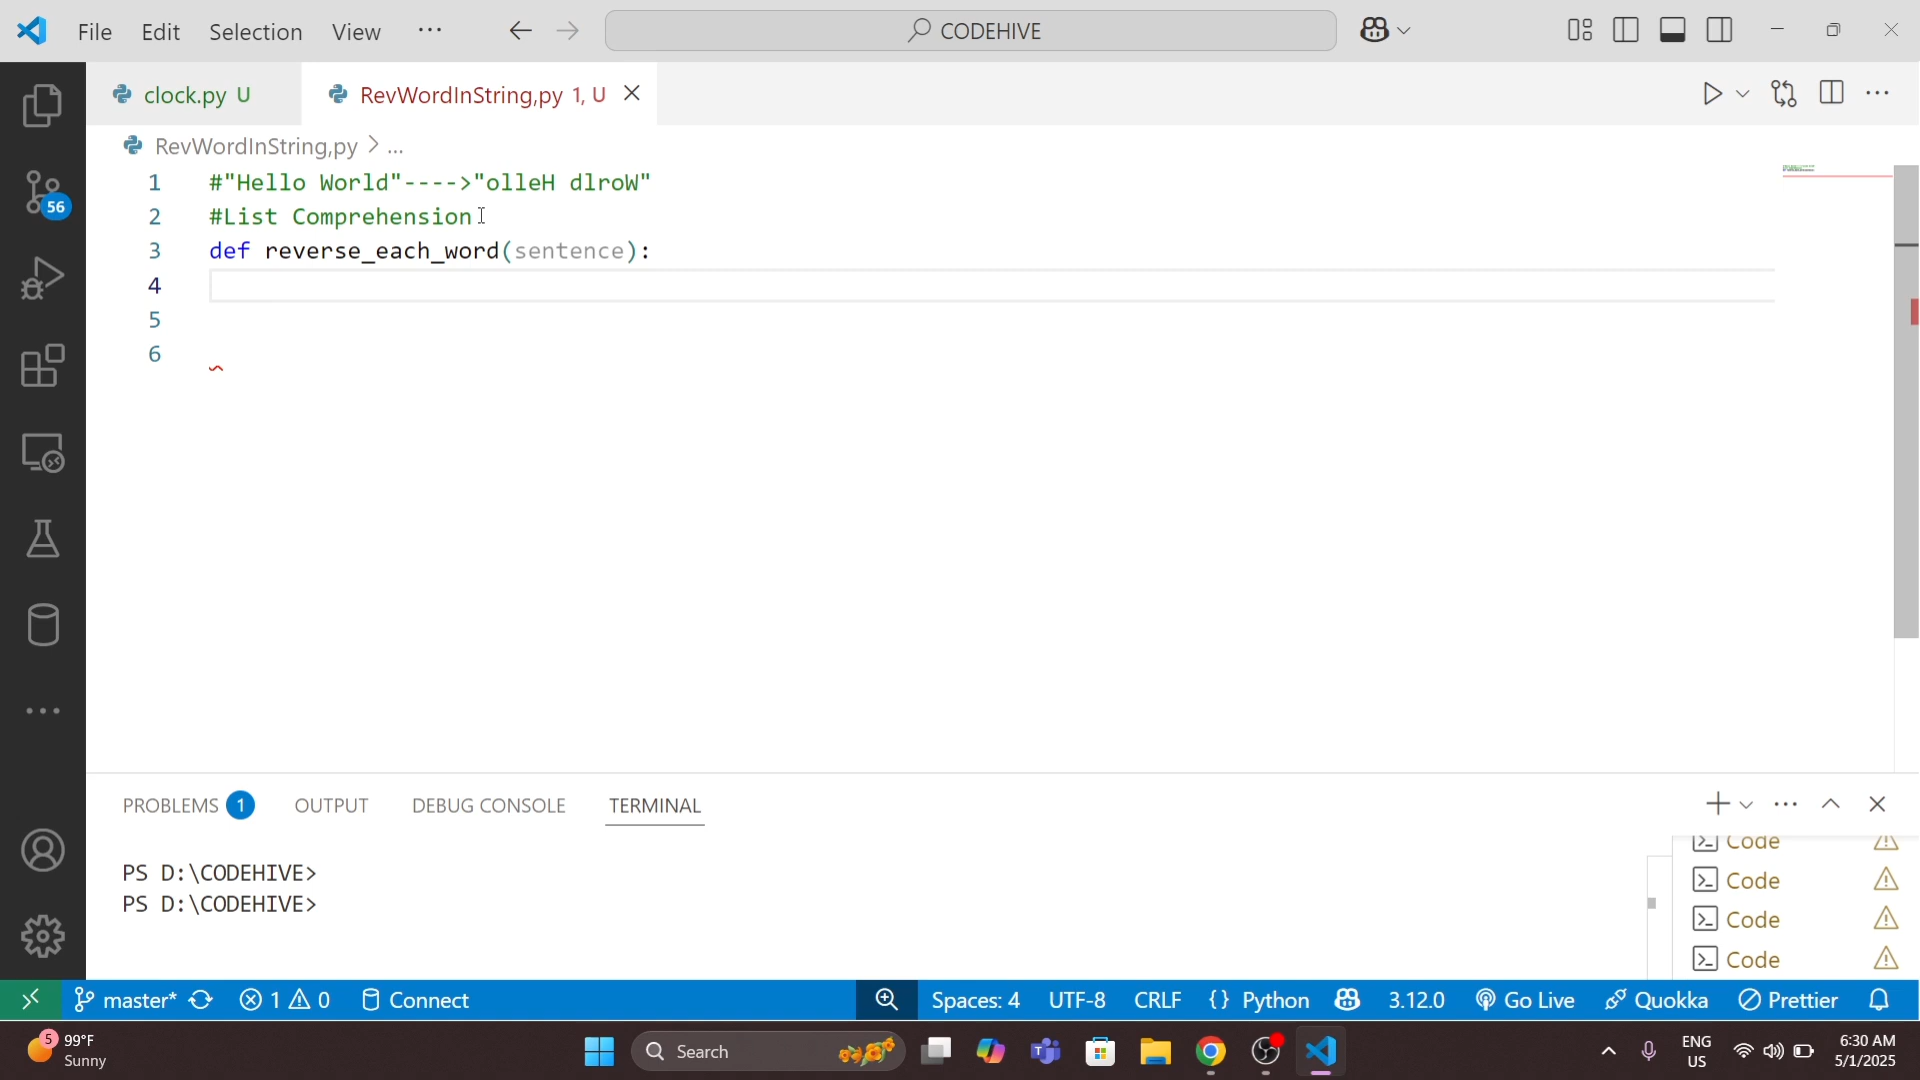 File Edit Selection View ··· CODEHIVE
clock.py U RevWordInString.py 1, U
RevWordInString.py > ...
1 #"Hello World"---->"olleH dlroW"
2 #List Comprehension
3 def reverse_each_word(sentence):
4
5
6
56
PROBLEMS 1 OUTPUT DEBUG CONSOLE TERMINAL
PS D:\CODEHIVE>
PS D:\CODEHIVE>
Code
Code
Code
Code
master* 1 0 Connect Spaces: 4 UTF-8 CRLF {} Python 3.12.0 Go Live Quokka Prettier
5 99°F
Sunny
Search
ENG
US
6:30 AM
5/1/2025